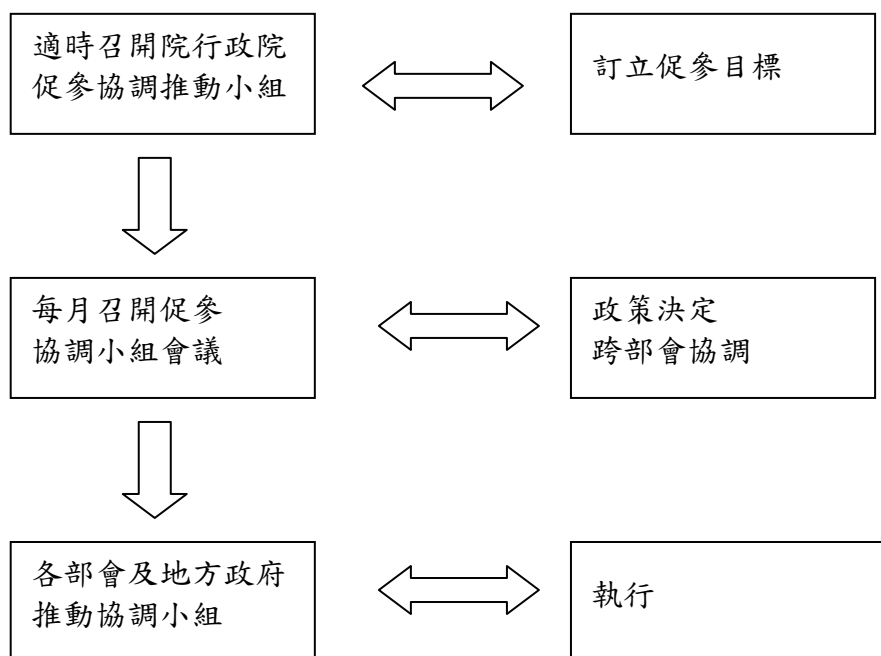 適時召開院行政院
促參協調推動小組
訂立促參目標
每月召開促參
協調小組會議
政策決定
跨部會協調
各部會及地方政府
推動協調小組
執行